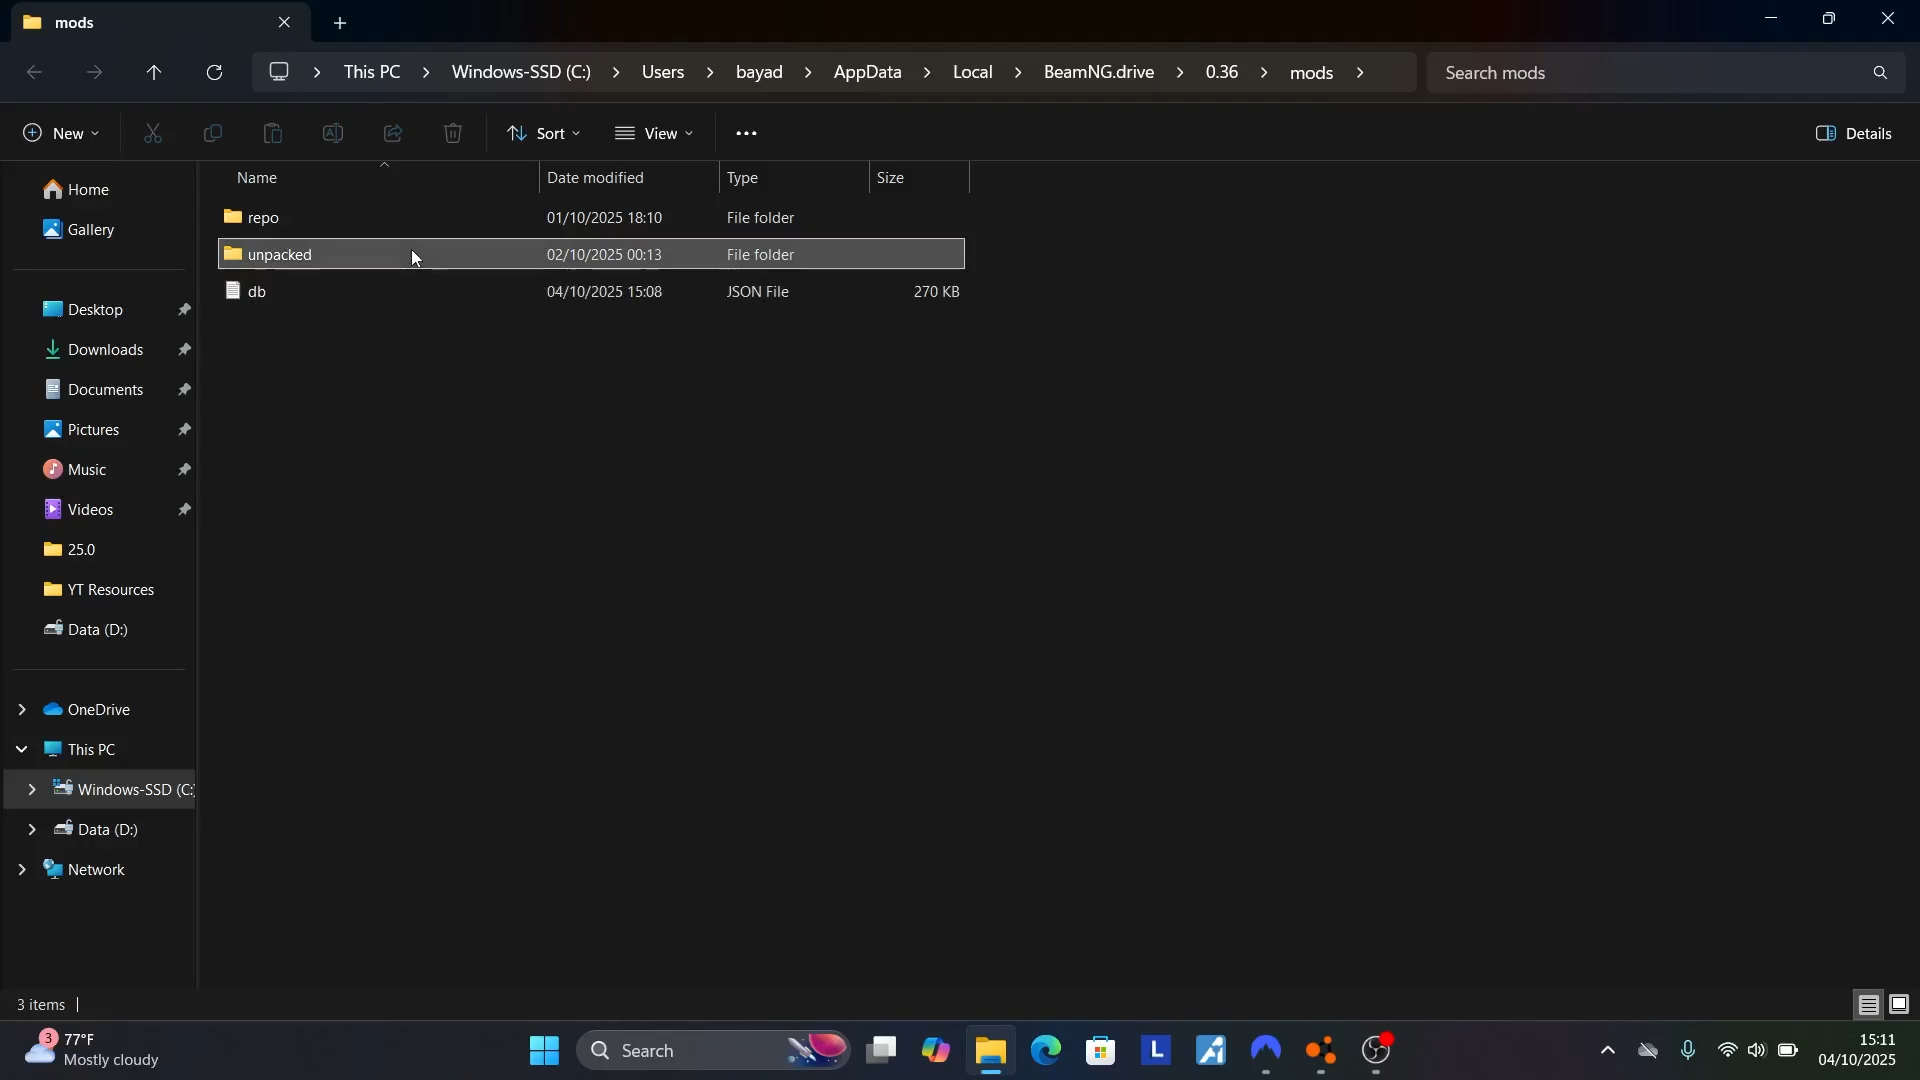 mods
This PC
Windows-SSD (C:)
Users
bayad
AppData
Local
BeamNG.drive
0.36
mods
Search mods
New
Sort
View
Details
Name
Date modified
Type
Size
repo
01/10/2025 18:10
File folder
unpacked
02/10/2025 00:13
File folder
db
04/10/2025 15:08
JSON File
270 KB
Home
Gallery
Desktop
Downloads
Documents
Pictures
Music
Videos
25.0
YT Resources
Data (D:)
OneDrive
This PC
Windows-SSD (C:
Data (D:)
Network
3 items
3
77°F
Mostly cloudy
Search
L
15:11
04/10/2025